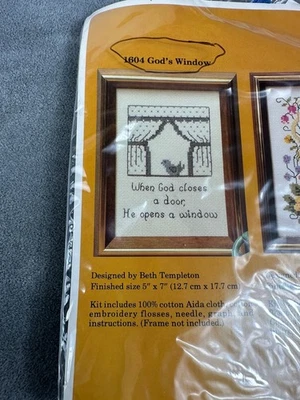 1604 God's Window
When God closes
a door,
He opens a window
Designed by Beth Templeton
Finished size 5" x 7" (12.7 cm x 17.7 cm)
Kit includes 100% cotton Aida cloth,
embroidery flosses, needle, graph and
instructions. (Frame not included.)